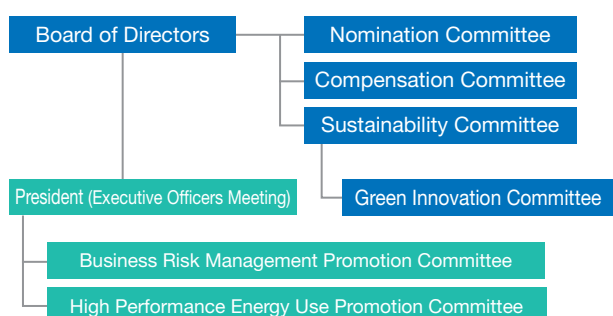 Board of Directors
Nomination Committee
Compensation Committee
Sustainability Committee
President (Executive Officers Meeting)
Green Innovation Committee
Business Risk Management Promotion Committee
High Performance Energy Use Promotion Committee